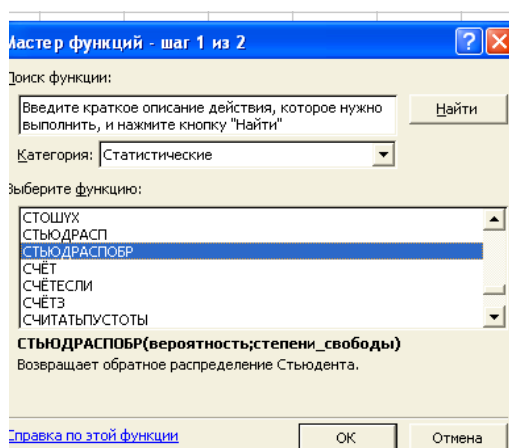 Мастер функций - шаг 1 из 2
Поиск функции:
Введите краткое описание действия, которое нужно
выполнить, и нажмите кнопку "Найти"
Найти
Категория: Статистические
Выберите функцию:
СТОШYX
СТЬЮДРАСП
СТЬЮДРАСПОБР
СЧЁТ
СЧЁТЕСЛИ
СЧЁТЗ
СЧИТАТЬПУСТОТЫ
СТЬЮДРАСПОБР(вероятность;степени_свободы)
Возвращает обратное распределение Стьюдента.
Справка по этой функции
ОК
Отмена